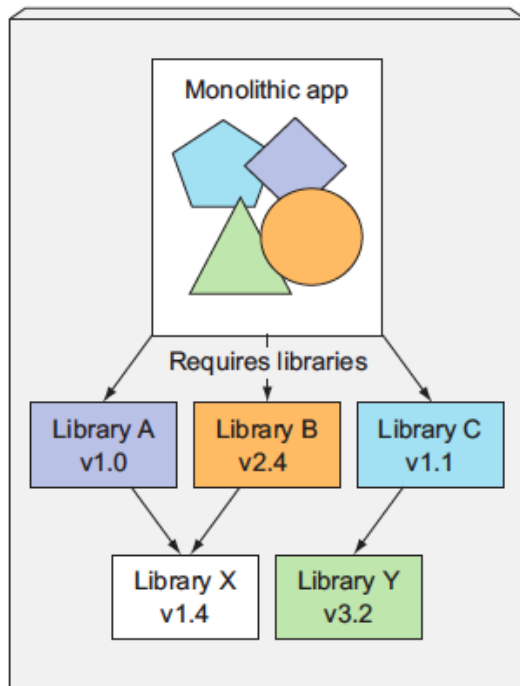 Monolithic app
Requires libraries
Library A
v1.0
Library B
v2.4
Library C
v1.1
Library X
v1.4
Library Y
v3.2